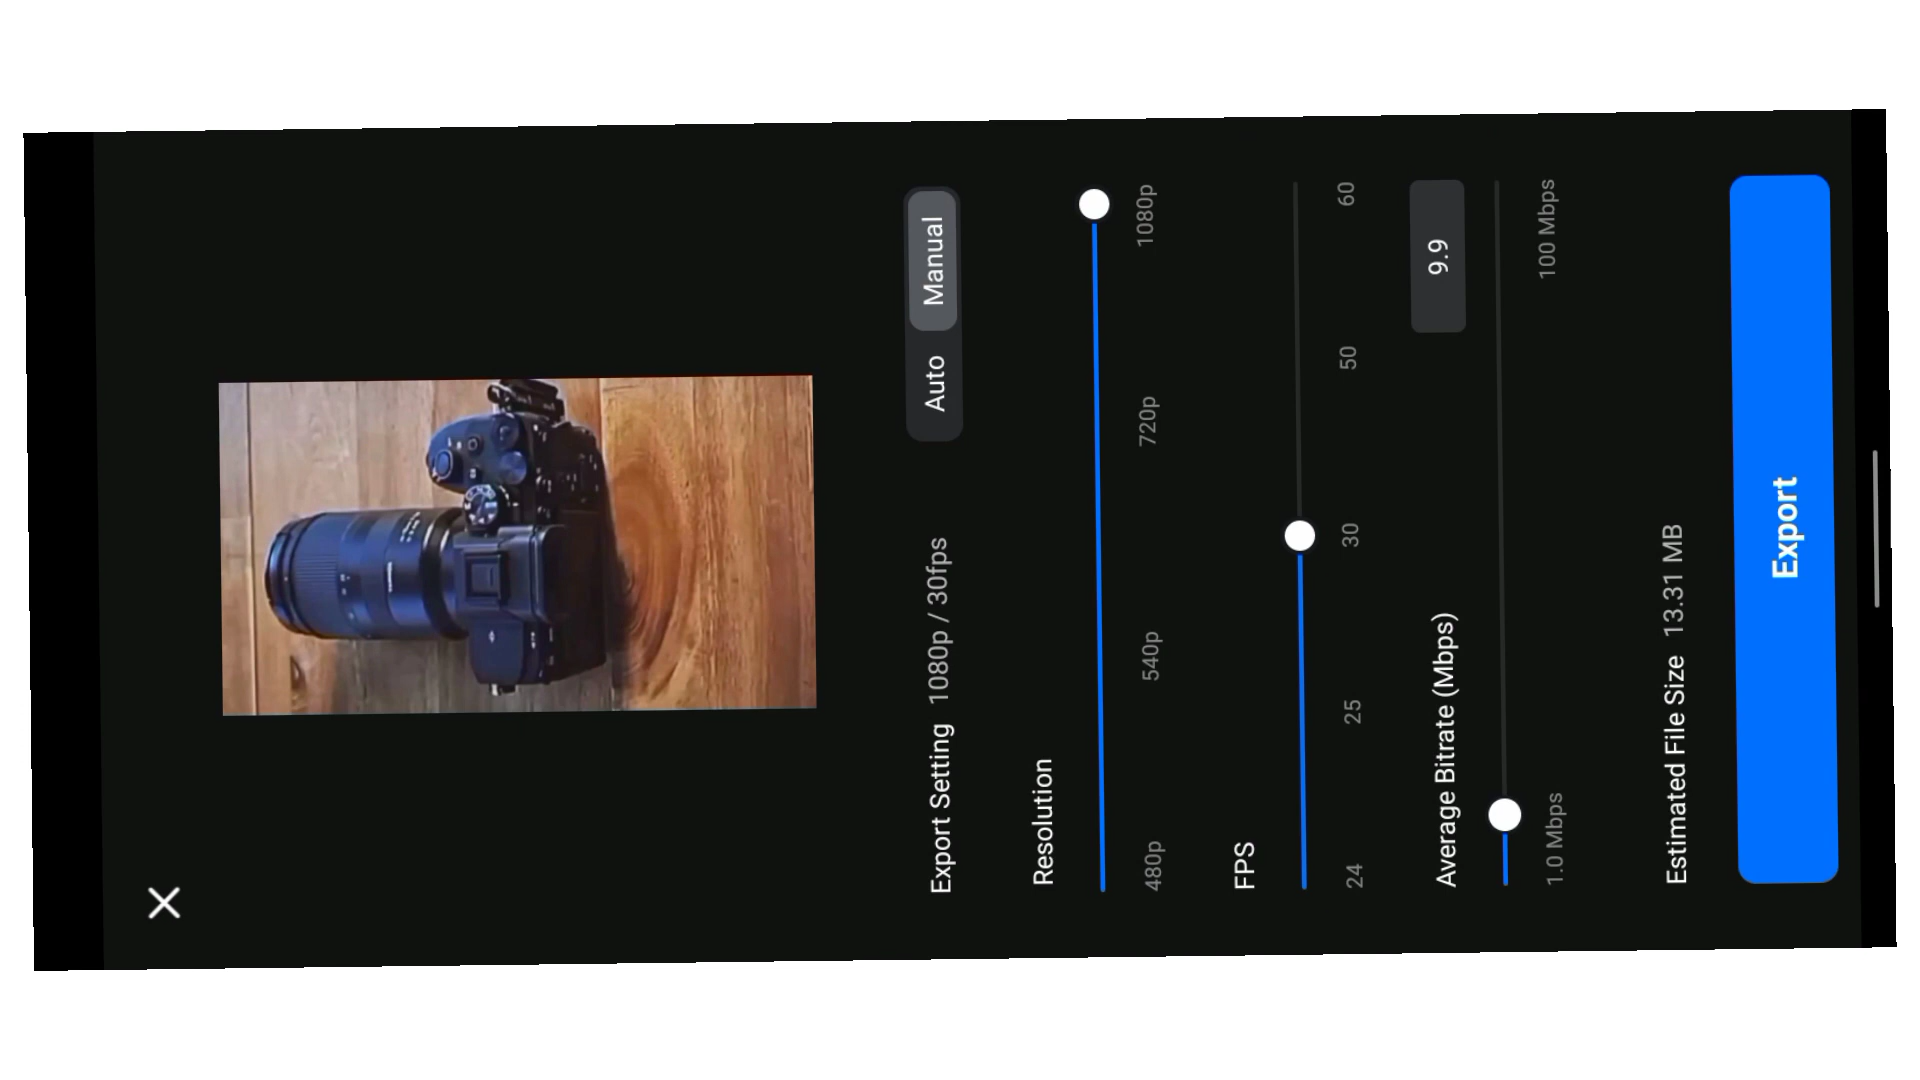 Export Setting 1080p / 30fps
Auto Manual
Resolution
480p 540p 720p 1080p
FPS
24 25 30 50 60
Average Bitrate (Mbps) 9.9
1.0 Mbps 100 Mbps
Estimated File Size 13.31 MB
Export